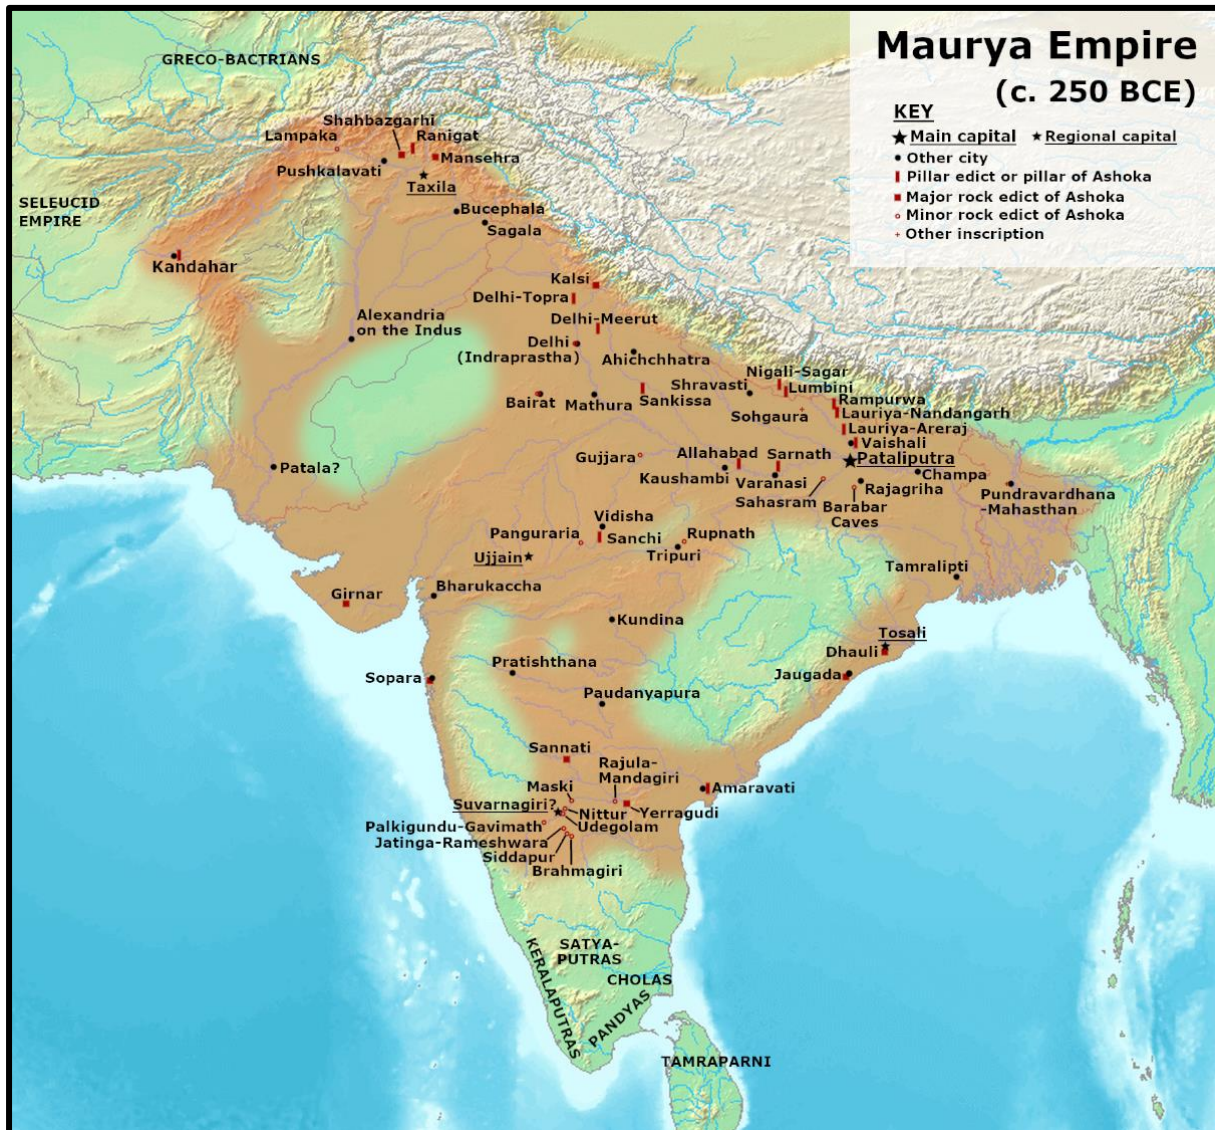 Maurya Empire
(c. 250 BCE)
KEY
Main capital
Regional capital
Other city
Pillar edict or pillar of Ashoka
Major rock edict of Ashoka
Minor rock edict of Ashoka
Other inscription
GRECO-BACTRIANS
Shahbazgarhi
Lampaka
Ranigat
Pushkalavati
Mansehra
Taxila
SELEUCID
EMPIRE
Bucephala
Sagala
Kandahar
Kalsi
Delhi-Topra
Alexandria
on the Indus
Delhi-Meerut
Delhi
(Indraprastha)
Ahichchhatra
Nigali-Sagar
Shravasti
Lumbini
Bairat
Mathura
Sankissa
Rampurwa
Sohgaura
Lauriya-Nandangarh
Lauriya-Areraj
Vaishali
Gujjara
Allahabad
Sarnath
Pataliputra
Patala?
Kaushambi
Varanasi
Champa
Sahasram
Rajagriha
Pundravardhana
-Mahasthan
Barabar
Caves
Vidisha
Panguraria
Sanchi
Rupnath
Ujjain
Tripuri
Tamralipti
Girnar
Bharukaccha
Kundina
Tosali
Dhauli
Pratishthana
Sopara
Jaugada
Paudanyapura
Sannati
Rajula-
Mandagiri
Maski
Amaravati
Suvarnagiri?
Nittur
Yerragudi
Palkigundu-Gavimath
Udegolam
Jatinga-Rameshwara
Siddapur
Brahmagiri
SATYA-
PUTRAS
KERALAPUTRAS
CHOLAS
PANDYAS
TAMRAPARNI